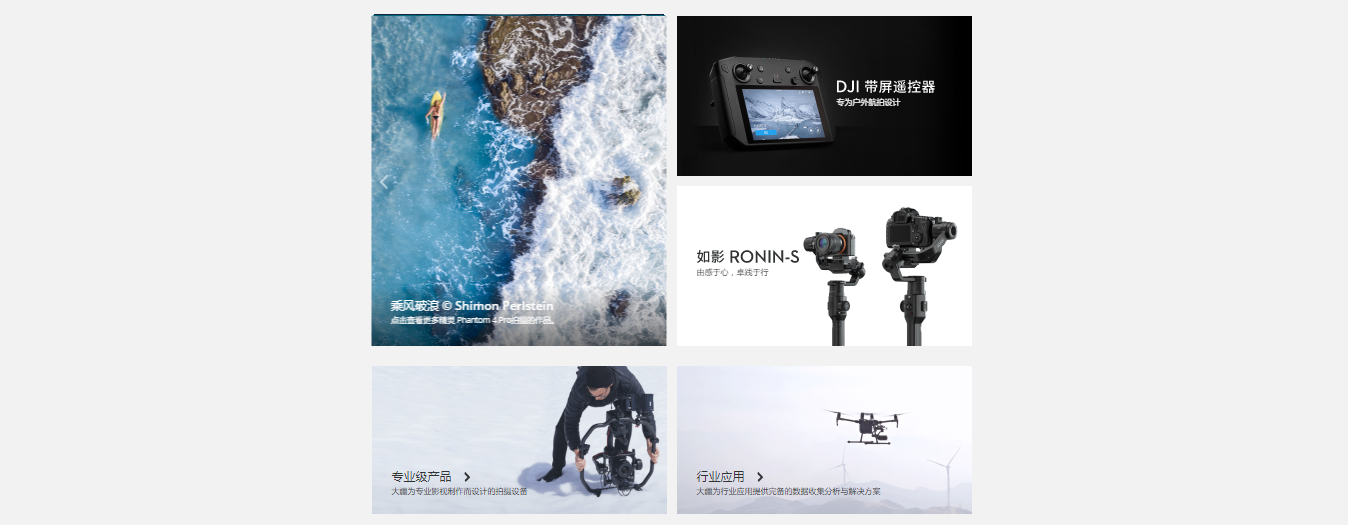 DJI 带屏遥控器
专为户外航拍设计
如影 RONIN-S
由感于心，卓践于行
乘风破浪 © Shimon Perlstein
点击查看更多精灵 Phantom 4 Pro拍摄的作品。
专业级产品
大疆为专业影视制作而设计的拍摄设备
行业应用
大疆为行业应用提供完备的数据收集分析与解决方案